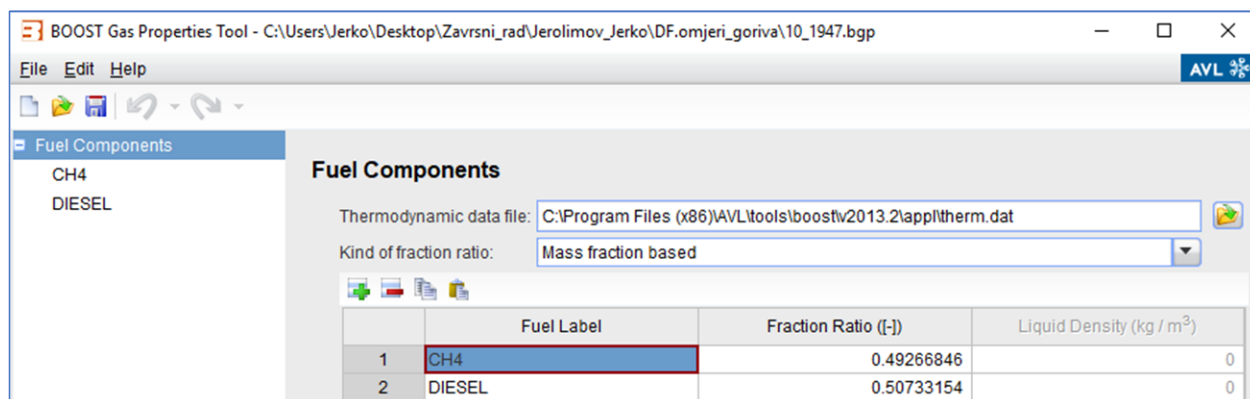 BOOST Gas Properties Tool - C:\Users\Jerko\Desktop\Zavrsni_rad\Jerolimov_Jerko\DF.omjeri_goriva\10_1947.bgp
File Edit Help
AVL
Fuel Components
CH4
DIESEL
Fuel Components
Thermodynamic data file: C:\Program Files (x86)\AVL\tools\boost\v2013.2\appl\therm.dat
Kind of fraction ratio: Mass fraction based
Fuel Label Fraction Ratio ([-]) Liquid Density (kg / m³)
1 CH4 0.49266846 0
2 DIESEL 0.50733154 0